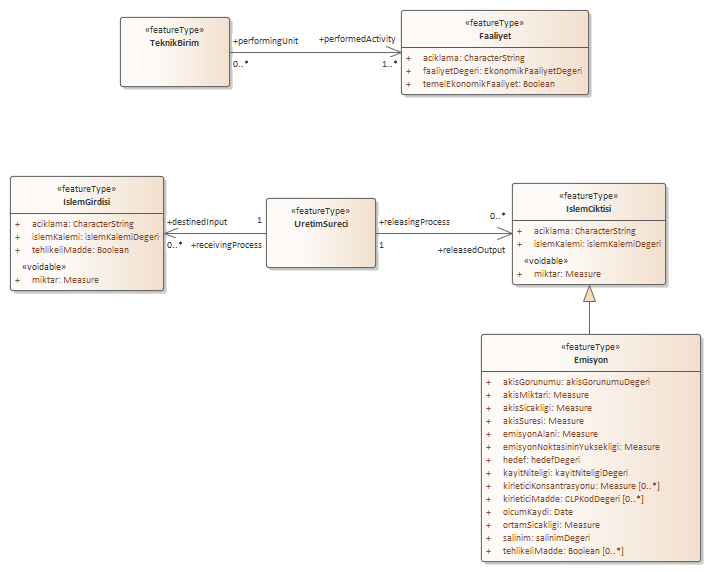 «featureType»
TeknikBirim
+performingUnit
0..*
+performedActivity
1..*
«featureType»
Faaliyet
+ aciklama: CharacterString
+ faaliyetDegeri: EkonomikFaaliyetDegeri
+ temelEkonomikFaaliyet: Boolean
«featureType»
IslemGirdisi
+ aciklama: CharacterString
+ islemKalemi: islemKalemiDegeri
+ tehlikeliMadde: Boolean
«voidable»
+ miktar: Measure
+destinedInput
1
0..*
+receivingProcess
«featureType»
UretimSureci
+releasingProcess
0..*
1
+releasedOutput
«featureType»
IslemCiktisi
+ aciklama: CharacterString
islemKalemi: islemKalemiDegeri
«voidable»
+ miktar: Measure
«featureType»
Emisyon
+ akisGorunumu: akisGorunumuDegeri
+ akisMiktari: Measure
+ akisSicakligi: Measure
+ akisSuresi: Measure
+ emisyonAlani: Measure
+ emisyonNoktasininYuksekligi: Measure
+ hedef: hedefDegeri
+ kayitNiteligi: kayitNiteligiDegeri
+ kirleticiKonsantrasyonu: Measure [0..*]
+ kirleticiMadde: CLPKodDegeri [0..*]
+ olcumKaydi: Date
+ ortamSicakligi: Measure
+ salinim: salinimDegeri
+ tehlikeliMadde: Boolean [0..*]